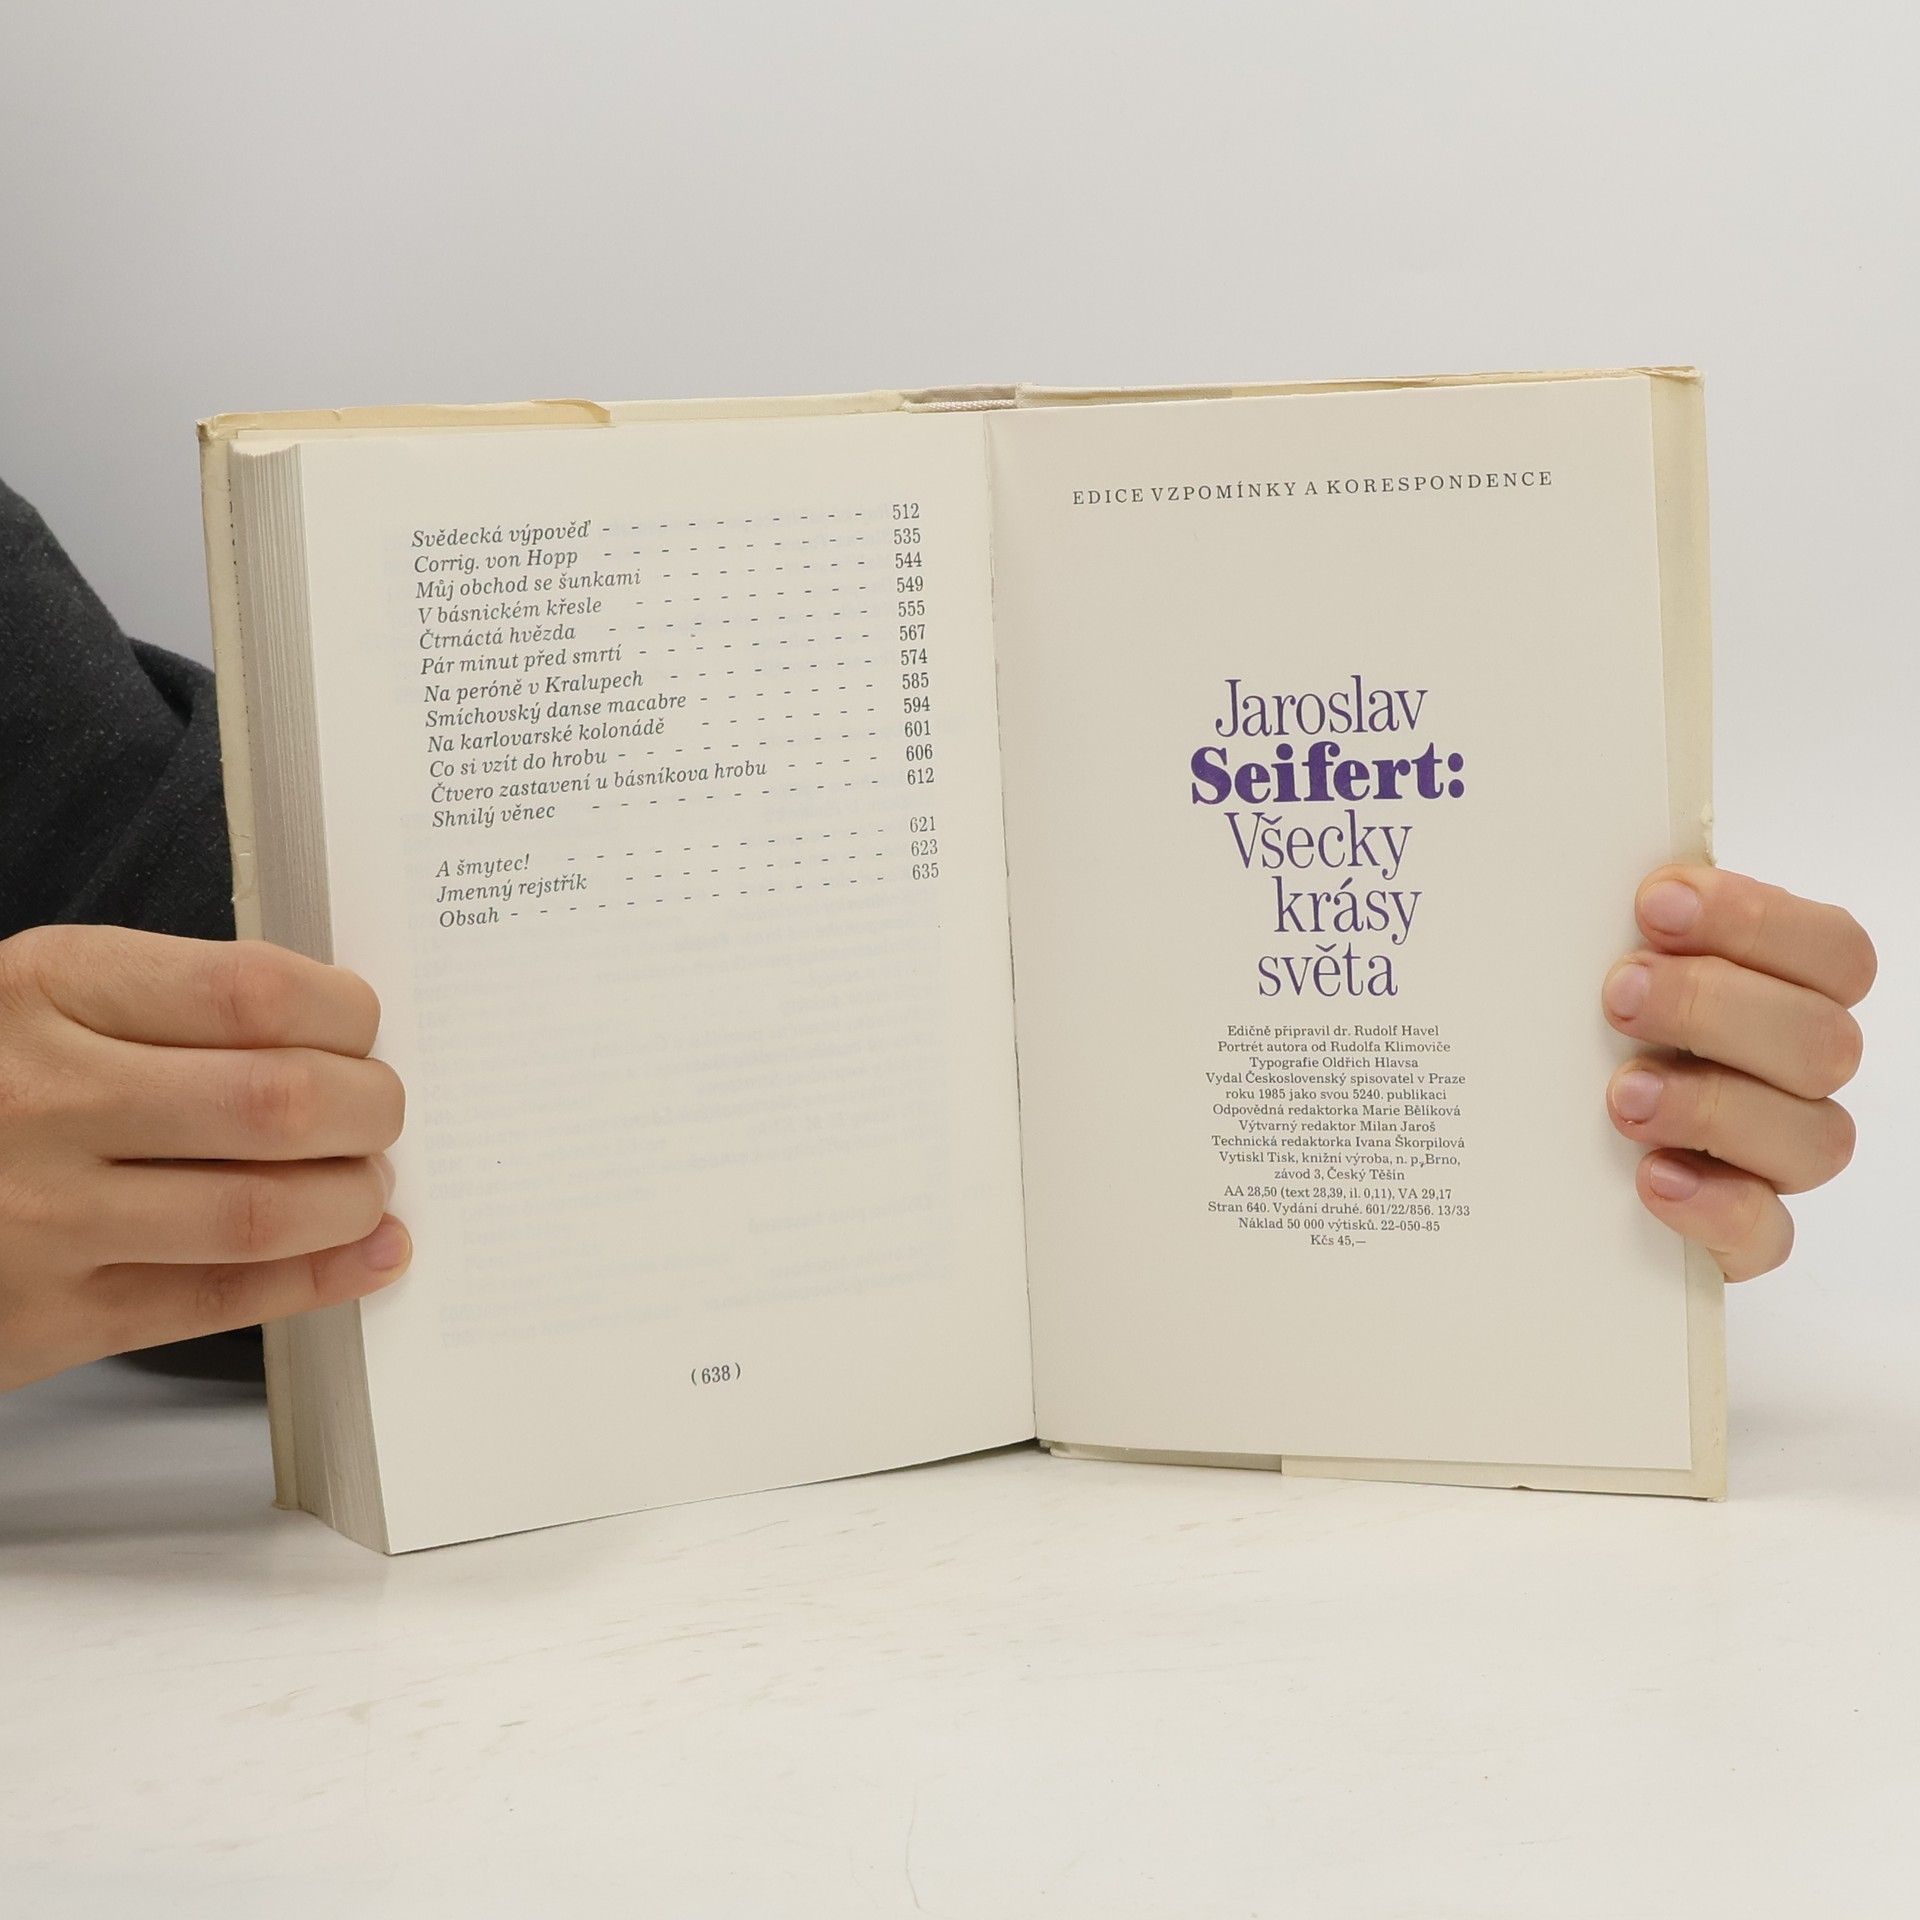 Svědecká výpověď - - - - - - - - - - 512
Corrig. von Hopp - - - - - - - - - - 535
Můj obchod se šunkami - - - - - - - - 544
V básnickém křesle - - - - - - - - - 549
Čtrnáctá hvězda - - - - - - - - - - 555
Pár minut před smrtí - - - - - - - - - 567
Na peróně v Kralupech - - - - - - - - 574
Smíchovský danse macabre - - - - - - - 585
Na karlovarské kolonádě - - - - - - - 594
Co si vzít do hrobu - - - - - - - - - 601
Čtvero zastavení u básníkova hrobu - - - - 606
Shnilý věnec - - - - - - - - - - - 612
A šmytec! - - - - - - - - - - - 621
Jmenný rejstřík - - - - - - - - - - 623
Obsah - - - - - - - - - - - - - 635
(638)
EDICE VZPOMÍNKY A KORESPONDENCE
Jaroslav
Seifert:
Všecky
krásy
světa
Edičně připravil dr. Rudolf Havel
Portrét autora od Rudolfa Klimoviče
Typografie Oldřich Hlavsa
Vydal Československý spisovatel v Praze
roku 1985 jako svou 5240. publikaci
Odpovědná redaktorka Marie Bělíková
Výtvarný redaktor Milan Jaroš
Technická redaktorka Ivana Škorpilová
Vytiskl Tisk, knižní výroba, n. p., Brno,
závod 3, Český Těšín
AA 28,50 (text 28,39, il. 0,11), VA 29,17
Stran 640. Vydání druhé. 601/22/856. 13/33
Náklad 50 000 výtisků. 22-050-85
Kčs 45,—